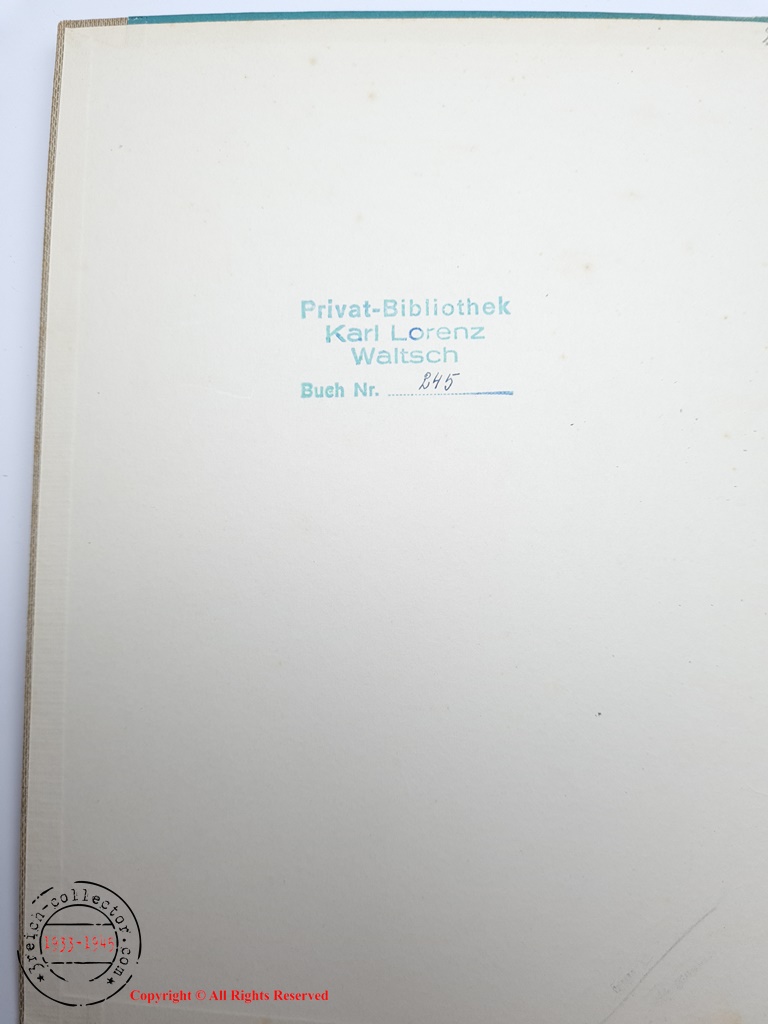 Privat-Bibliothek
Karl Lorenz
Waltsch
Buch Nr. 245
3reich-collector.com
1933-1945
Copyright © All Rights Reserved